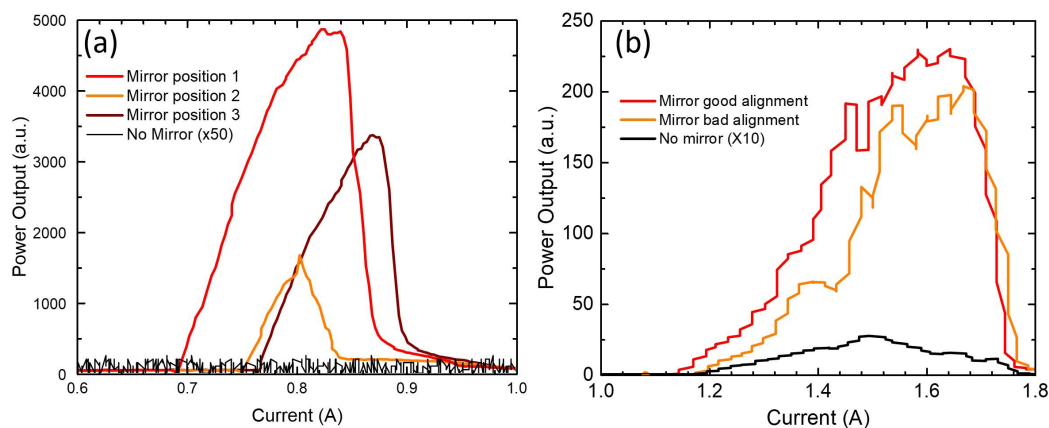 (a)
Mirror position 1
Mirror position 2
Mirror position 3
No Mirror (x50)
Power Output (a.u.)
5000
4000
3000
2000
1000
0
0.6 0.7 0.8 0.9 1.0
Current (A)
(b)
Mirror good alignment
Mirror bad alignment
No mirror (X10)
Power Output (a.u.)
250
200
150
100
50
0
1.0 1.2 1.4 1.6 1.8
Current (A)